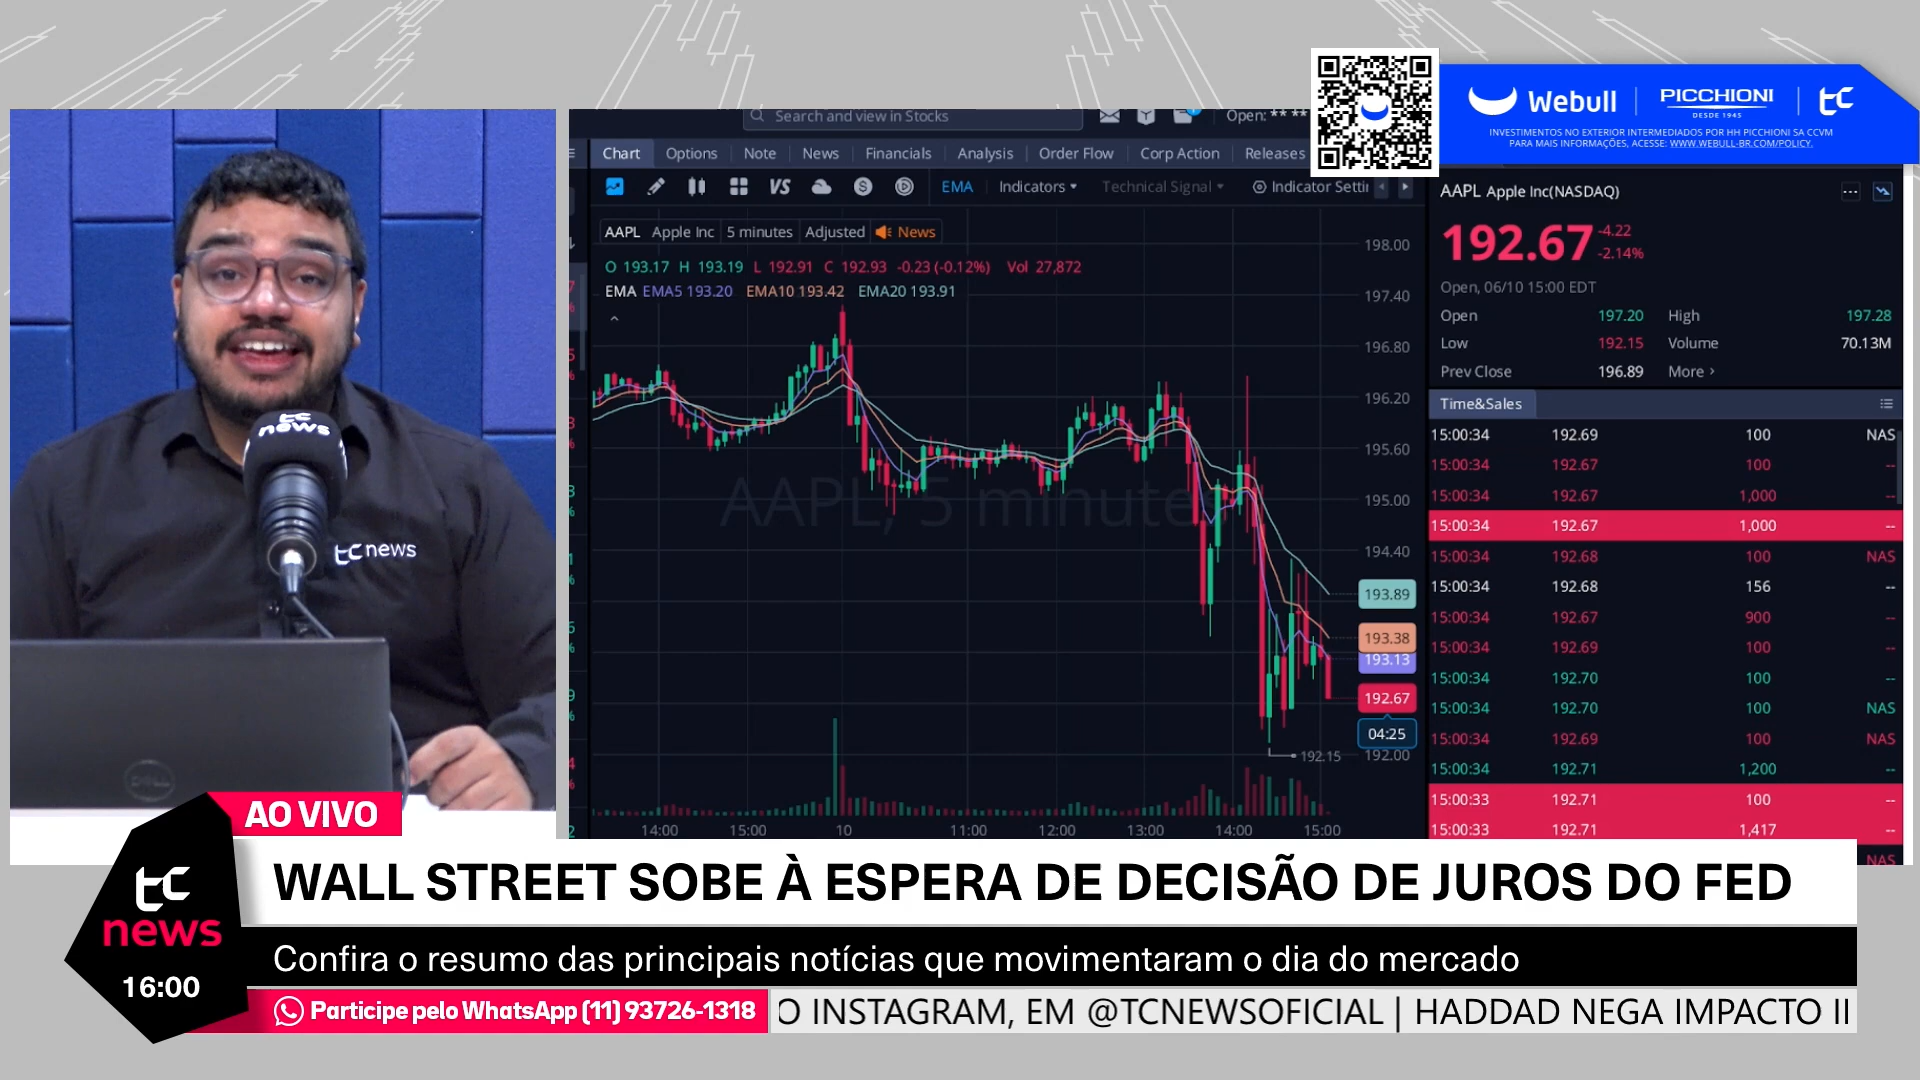 Webull
PICCHIONI
DESDE 1945
tc
INVESTIMENTOS NO EXTERIOR INTERMEDIADOS POR HH PICCHIONI SA CCVM
PARA MAIS INFORMAÇÕES, ACESSE: WWW.WEBULL-BR.COM/POLICY.
Search and view in Stocks
Open: ** **
Chart Options Note News Financials Analysis Order Flow Corp Action Releases
VS EMA Indicators Technical Signal
AAPL Apple Inc 5 minutes Adjusted News
O 193.17 H 193.19 L 192.91 C 192.93 -0.23 (-0.12%) Vol 27,872
EMA EMA5 193.20 EMA10 193.42 EMA20 193.91
AAPL, 5 minutes
198.00
197.40
196.80
196.20
195.60
195.00
194.40
193.89
193.38
193.13
192.67
04:25
192.15 192.00
14:00 15:00 10 11:00 12:00 13:00 14:00 15:00
AAPL Apple Inc(NASDAQ)
192.67 -4.22
-2.14%
Open, 06/10 15:00 EDT
Open 197.20 High 197.28
Low 192.15 Volume 70.13M
Prev Close 196.89 More
Time&Sales
15:00:34 192.69 100 NAS
15:00:34 192.67 100 --
15:00:34 192.67 1,000 --
15:00:34 192.67 1,000 --
15:00:34 192.68 100 NAS
15:00:34 192.68 156 --
15:00:34 192.67 900 --
15:00:34 192.69 100 --
15:00:34 192.70 100 --
15:00:34 192.70 100 NAS
15:00:34 192.69 100 NAS
15:00:34 192.71 1,200 --
15:00:33 192.71 100 --
15:00:33 192.71 1,417 --
NAS
tc
news
tc news
DELL
AO VIVO
tc
news
16:00
WALL STREET SOBE À ESPERA DE DECISÃO DE JUROS DO FED
Confira o resumo das principais notícias que movimentaram o dia do mercado
Participe pelo WhatsApp (11) 93726-1318
O INSTAGRAM, EM @TCNEWSOFICIAL | HADDAD NEGA IMPACTO